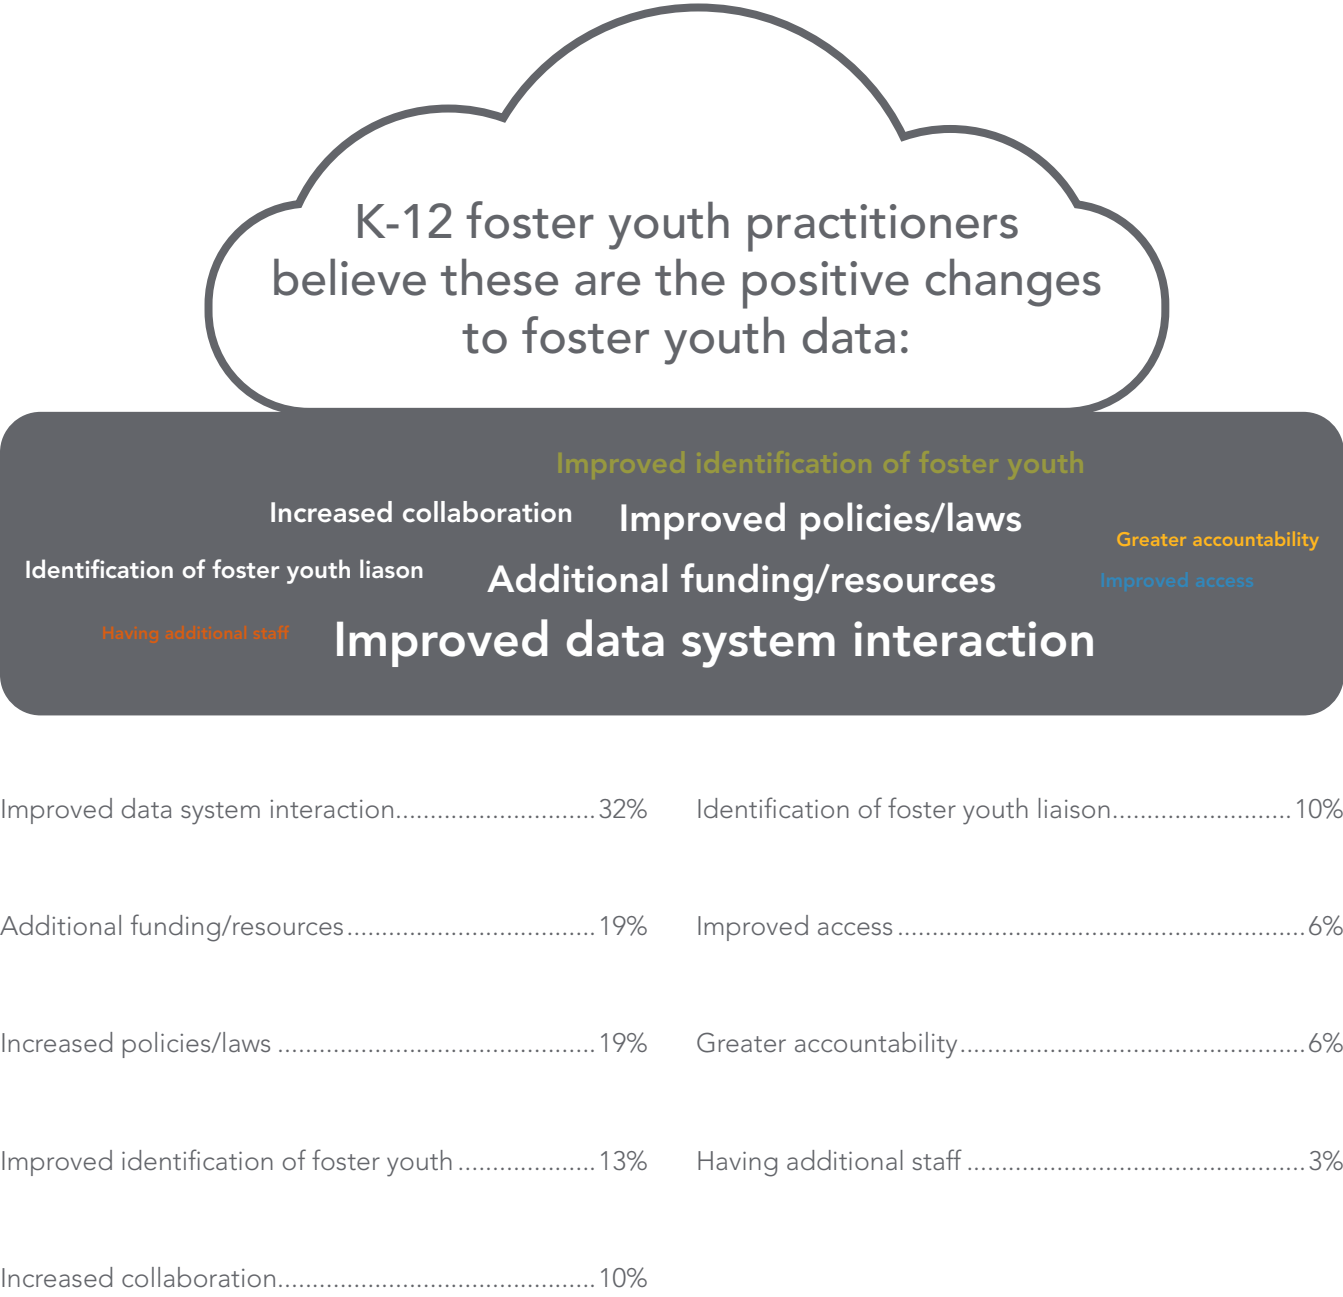 K-12 foster youth practitioners
believe these are the positive changes
to foster youth data:
Improved identification of foster youth
Increased collaboration
Improved policies/laws
Greater accountability
Identification of foster youth liason
Additional funding/resources
Improved access
Having additional staff
Improved data system interaction
Improved data system interaction.............................32%
Additional funding/resources....................................19%
Increased policies/laws ..............................................19%
Improved identification of foster youth ....................13%
Increased collaboration..............................................10%
Identification of foster youth liaison..........................10%
Improved access ...........................................................6%
Greater accountability..................................................6%
Having additional staff .................................................3%